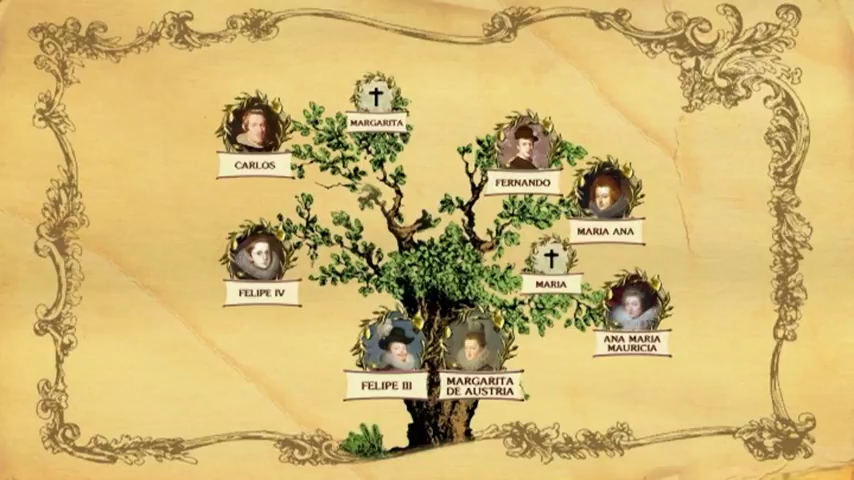 MARGARITA
CARLOS
FERNANDO
MARIA ANA
MARIA
FELIPE IV
ANA MARIA
MAURICIA
FELIPE III
MARGARITA
DE AUSTRIA